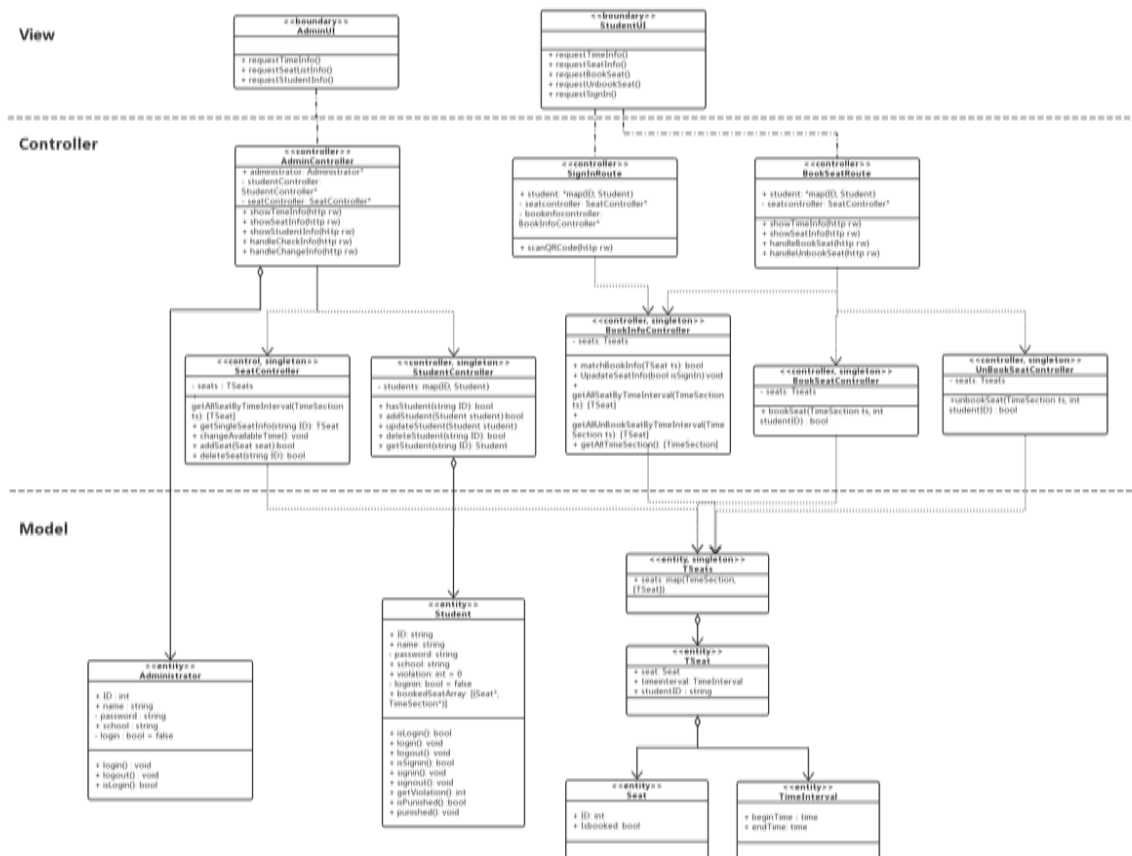 View
<<boundary>>
AdminUI
+ requestTimeInfo()
+ requestSeatListInfo()
+ requestStudentInfo()
<<boundary>>
StudentUI
+ requestTimeInfo()
+ requestSeatInfo()
+ requestBookSeat()
+ requestUnbookSeat()
+ requestSignIn()
Controller
<<controller>>
AdminController
+ administrator: Administrator*
- studentController
StudentController*
- seatController: SeatController*
+ showTimeInfo(http rw)
+ showSeatInfo(http rw)
+ showStudentInfo(http rw)
+ handleCheckInfo(http rw)
+ handleChangeInfo(http rw)
<<controller>>
SignInRoute
+ student: *map(ID, Student)
- seatcontroller: SeatController*
- bookinfocontroller
BookInfoController*
+ scanQRCode(http rw)
<<controller>>
BookSeatRoute
+ student: *map(ID, Student)
- seatcontroller: SeatController*
+ showTimeInfo(http rw)
+ showSeatInfo(http rw)
+ handleBookSeat(http rw)
+ handleUnbookSeat(http rw)
<<control, singleton>>
SeatController
- seats : TSeats
+
getAllSeatByTimeInterval(TimeSection
ts): [TSeat]
+ getSingleSeatInfo(string ID): TSeat
+ changeAvailableTime(): void
+ addSeat(Seat seat):bool
+ deleteSeat(string ID): bool
<<controller, singleton>>
StudentController
- students: map(ID, Student)
+ hasStudent(string ID): bool
+ addStudent(Student student):bool
+ updateStudent(Student student)
+ deleteStudent(string ID): bool
+ getStudent(string ID): Student
<<controller, singleton>>
BookInfoController
- seats: Tseats
+ matchBookInfo(TSeat ts): bool
+ UpadateSeatInfo(bool isSignIn):void
+
getAllSeatByTimeInterval(TimeSection
ts): [TSeat]
+
getAllUnBookSeatByTimeInterval(Time
Section ts): [TSeat]
+ getAllTimeSection(): [TimeSection]
<<controller, singleton>>
BookSeatController
- seats: Tseats
+ bookSeat(TimeSection ts, int
studentID) : bool
<<controller, singleton>>
UnBookSeatController
- seats: Tseats
+unbookSeat(TimeSection ts, int
studentID) : bool
Model
<<entity, singleton>>
TSeats
+ seats: map(TimeSection,
[TSeat])
<<entity>>
TSeat
+ seat: Seat
+ timeinterval: TimeInterval
+ studentID : string
<<entity>>
Student
+ ID: string
+ name: string
- password: string
+ school: string
+ violation: int = 0
- loginin: bool = false
+ bookedSeatArray: [(Seat*,
TimeSection*)]
+ isLogin(): bool
+ login(): void
+ logout(): void
+ isSignin(): bool
+ signin(): void
+ signout(): void
+ getViolation(): int
+ isPunished(): bool
+ punished(): void
<<entity>>
Administrator
+ ID : int
+ name : string
- password : string
+ school : string
- login : bool = false
+ login() : void
+ logout() : void
+ isLogin(): bool
<<entity>>
Seat
+ ID: int
+ Isbooked: bool
<<entity>>
TimeInterval
+ beginTime : time
+ endTime: time